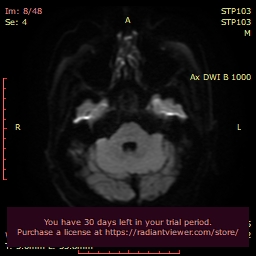 Im: 8/48
Se: 4
A
STP103
STP103
M
Ax DWI B 1000
R
L
You have 30 days left in your trial period.
Purchase a license at https://radiantviewer.com/store/